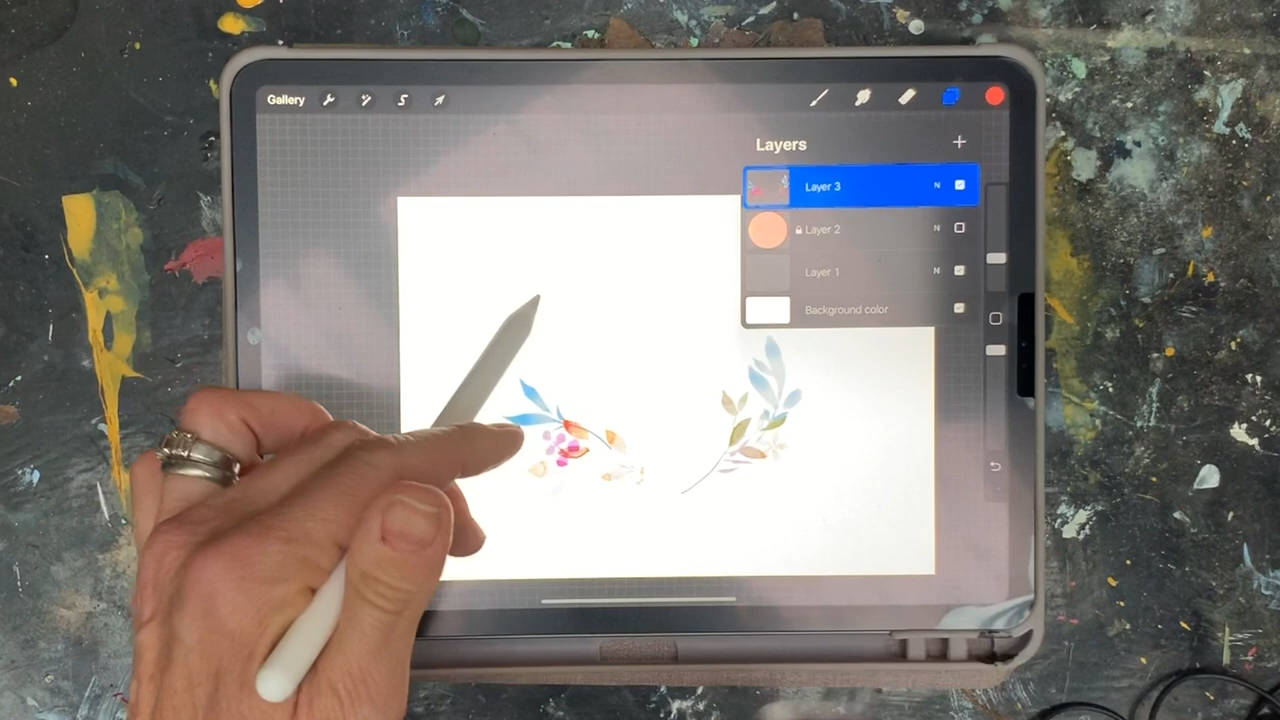 Gallery
Layers
Layer 3 N
Layer 2 N
Layer 1 N
Background color